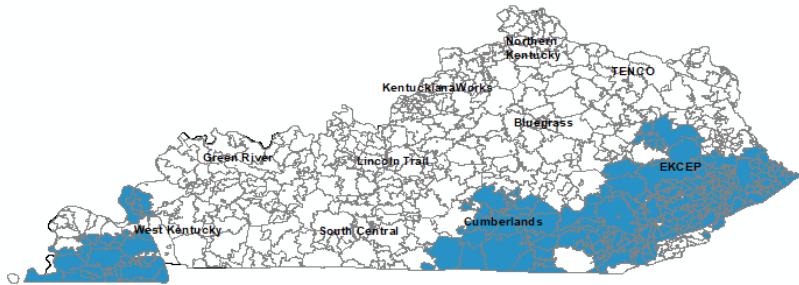 Northern
Kentucky
TENCO
KentuckianaWorks
Bluegrass
Green River
Lincoln Trail
EKCEP
Cumberlands
West Kentucky
South Central